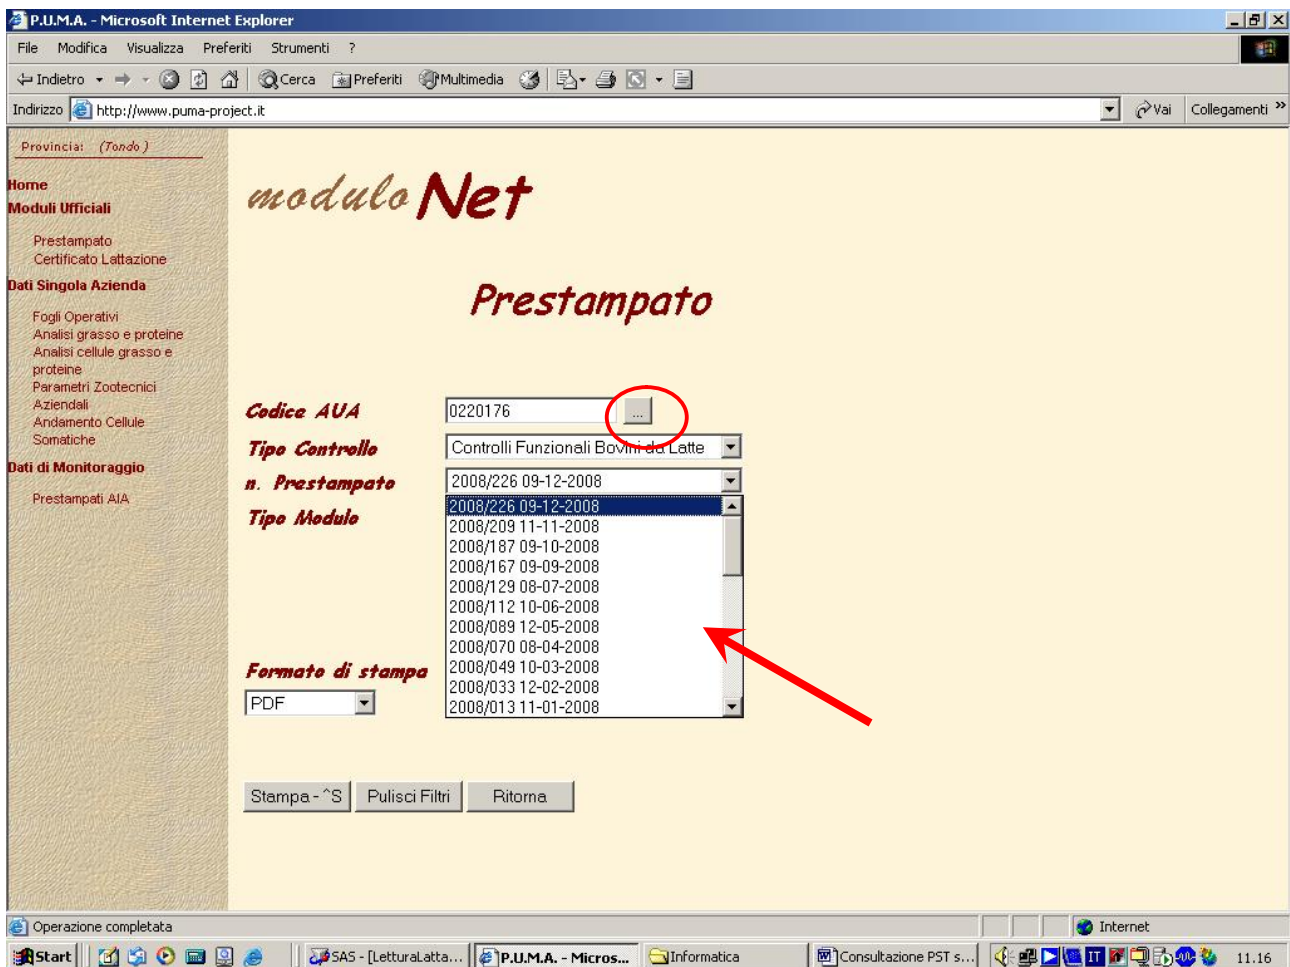 P.U.M.A. - Microsoft Internet Explorer
File Modifica Visualizza Preferiti Strumenti ?
Indietro Cerca Preferiti Multimedia
Indirizzo http://www.puma-project.it Vai Collegamenti »
Provincia: (Tondo)
Home
Moduli Ufficiali
Prestampato
Certificato Lattazione
Dati Singola Azienda
Fogli Operativi
Analisi grasso e proteine
Analisi cellule grasso e
proteine
Parametri Zootecnici
Aziendali
Andamento Cellule
Somatiche
Dati di Monitoraggio
Prestampati AIA
modulo Net
Prestampato
Codice AUA 0220176 ...
Tipo Controllo Controlli Funzionali Bovini da Latte
n. Prestampato 2008/226 09-12-2008
Tipo Modulo
2008/226 09-12-2008
2008/209 11-11-2008
2008/187 09-10-2008
2008/167 09-09-2008
2008/129 08-07-2008
2008/112 10-06-2008
2008/089 12-05-2008
2008/070 08-04-2008
2008/049 10-03-2008
2008/033 12-02-2008
2008/013 11-01-2008
Formato di stampa
PDF
Stampa - ^S Pulisci Filtri Ritorna
Operazione completata Internet
Start SAS - [LetturaLatta... P.U.M.A. - Micros... Informatica Consultazione PST s... IT 11.16